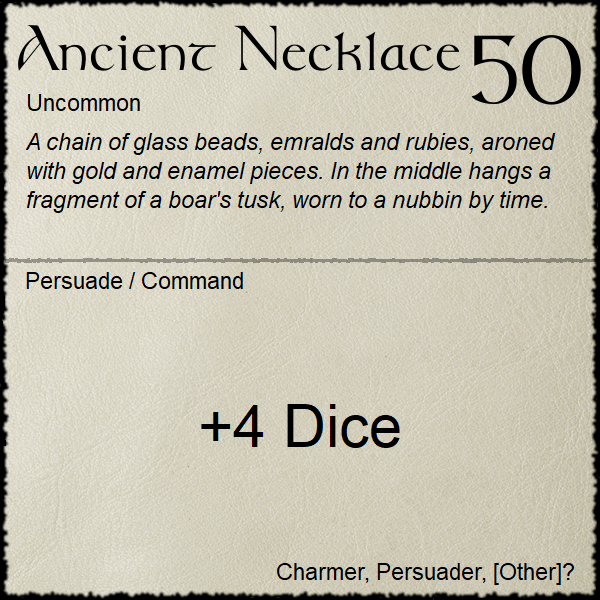 Ancient Necklace 50
Uncommon
A chain of glass beads, emralds and rubies, aroned
with gold and enamel pieces. In the middle hangs a
fragment of a boar's tusk, worn to a nubbin by time.
Persuade / Command
+4 Dice
Charmer, Persuader, [Other]?